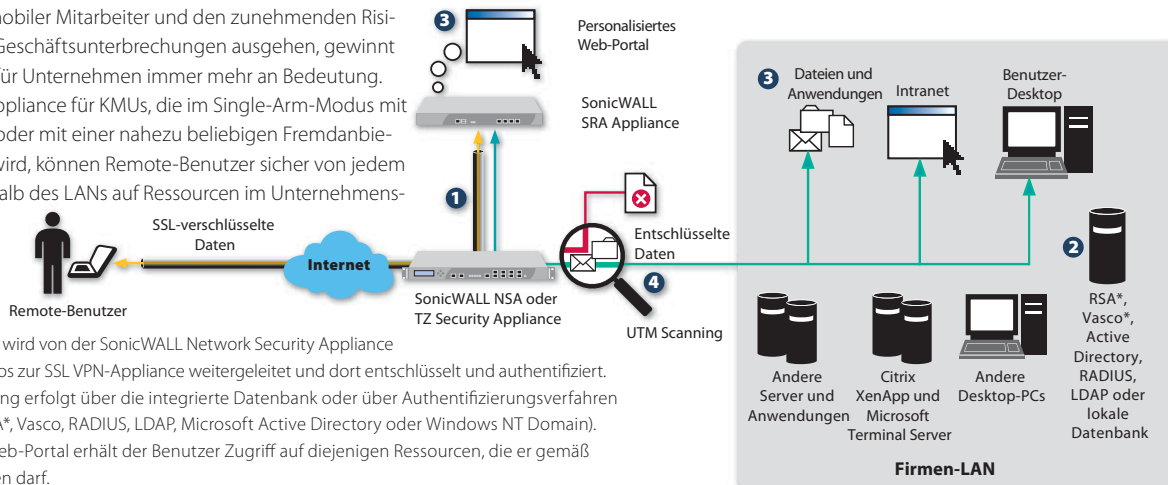 nobiler Mitarbeiter und den zunehmenden Risi-
Geschäftsunterbrechungen ausgehen, gewinnt
für Unternehmen immer mehr an Bedeutung.
ppliance für KMUs, die im Single-Arm-Modus mit
oder mit einer nahezu beliebigen Fremdanbie-
wird, können Remote-Benutzer sicher von jedem
alb des LANs auf Ressourcen im Unternehmens-
3
Personalisiertes
Web-Portal
SonicWALL
SRA Appliance
1
SSL-verschlüsselte
Daten
Internet
Remote-Benutzer
SonicWALL NSA oder
TZ Security Appliance
Entschlüsselte
Daten
4
UTM Scanning
3
Dateien und
Anwendungen
Intranet
Benutzer-
Desktop
2
RSA*,
Vasco*,
Active
Directory,
RADIUS,
LDAP oder
lokale
Datenbank
Andere
Server und
Anwendungen
Citrix
XenApp und
Microsoft
Terminal Server
Andere
Desktop-PCs
Firmen-LAN
wird von der SonicWALL Network Security Appliance
os zur SSL VPN-Appliance weitergeleitet und dort entschlüsselt und authentifiziert.
ng erfolgt über die integrierte Datenbank oder über Authentifizierungsverfahren
A*, Vasco, RADIUS, LDAP, Microsoft Active Directory oder Windows NT Domain).
eb-Portal erhält der Benutzer Zugriff auf diejenigen Ressourcen, die er gemäß
en darf.